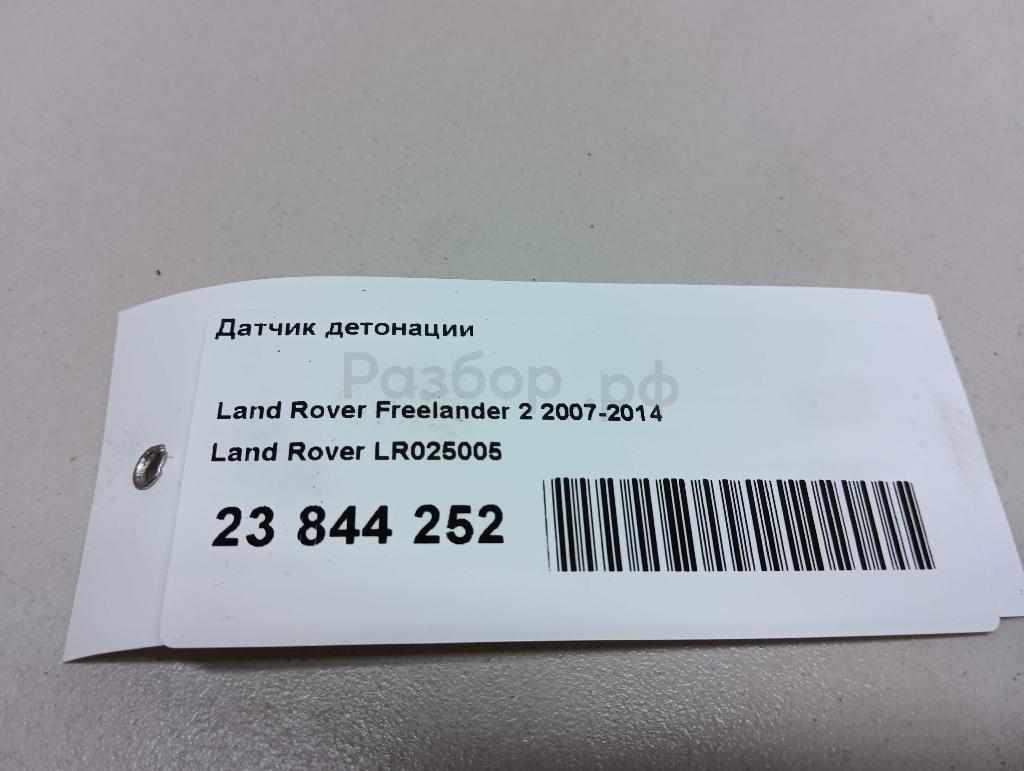 Датчик детонации
Разбор.рф
Land Rover Freelander 2 2007-2014
Land Rover LR025005
23 844 252